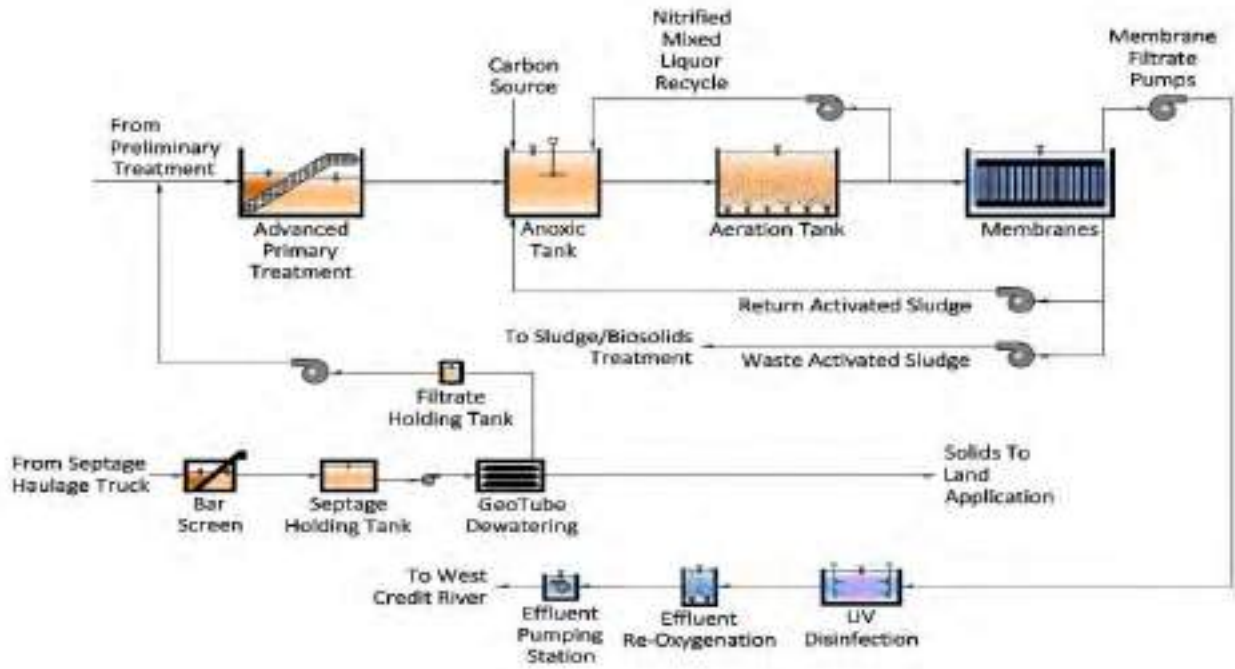 Nitrified
Mixed
Liquor
Recycle
Membrane
Filtrate
Pumps
Carbon
Source
From
Preliminary
Treatment
Advanced
Primary
Treatment
Anoxic
Tank
Aeration Tank
Membranes
Return Activated Sludge
To Sludge/Biosolids
Treatment
Waste Activated Sludge
Filtrate
Holding Tank
From Septage
Haulage Truck
Bar
Screen
Septage
Holding Tank
GeoTube
Dewatering
Solids To
Land
Application
To West
Credit River
Effluent
Pumping
Station
Effluent
Re-Oxygenation
UV
Disinfection